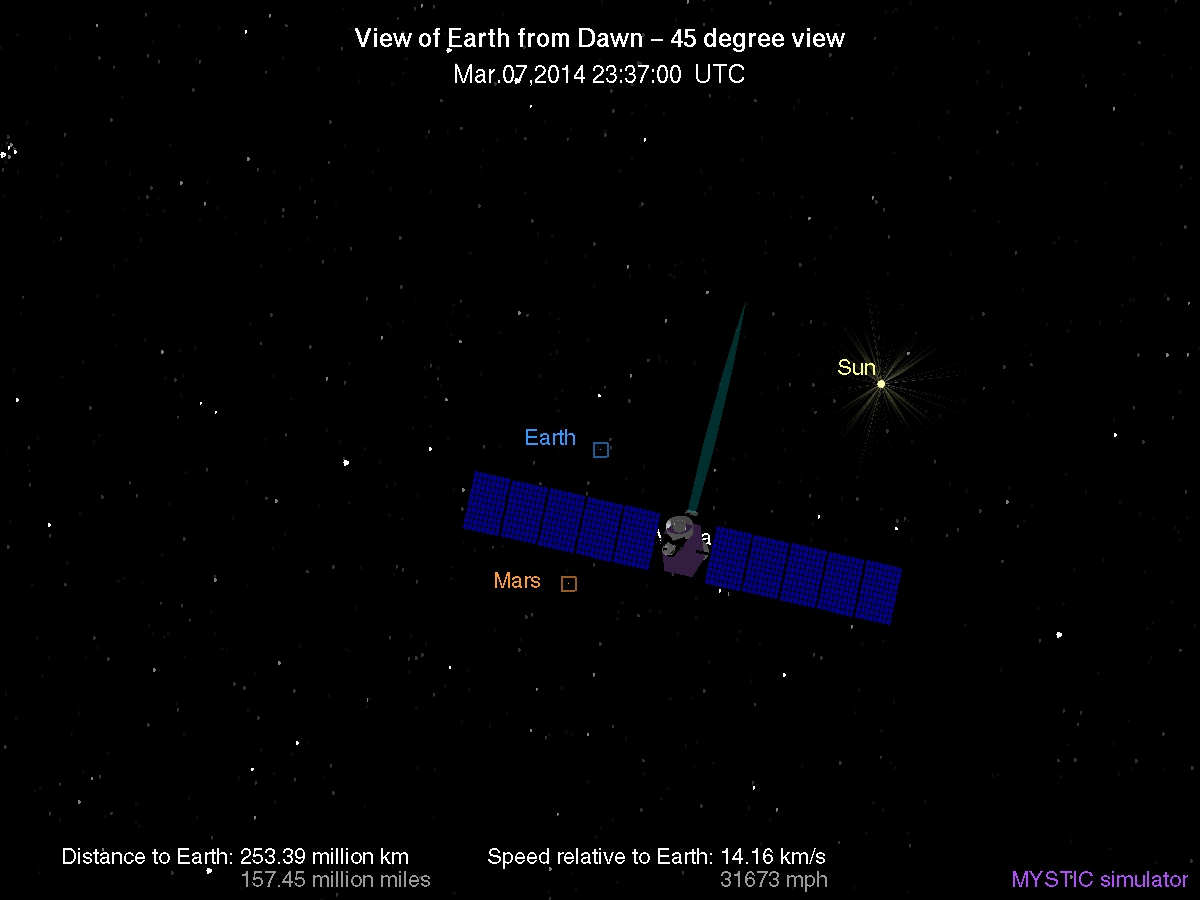 View of Earth from Dawn – 45 degree view
Mar.07,2014 23:37:00 UTC
Sun
Earth
Mars
Distance to Earth: 253.39 million km
157.45 million miles
Speed relative to Earth: 14.16 km/s
31673 mph
MYSTIC simulator